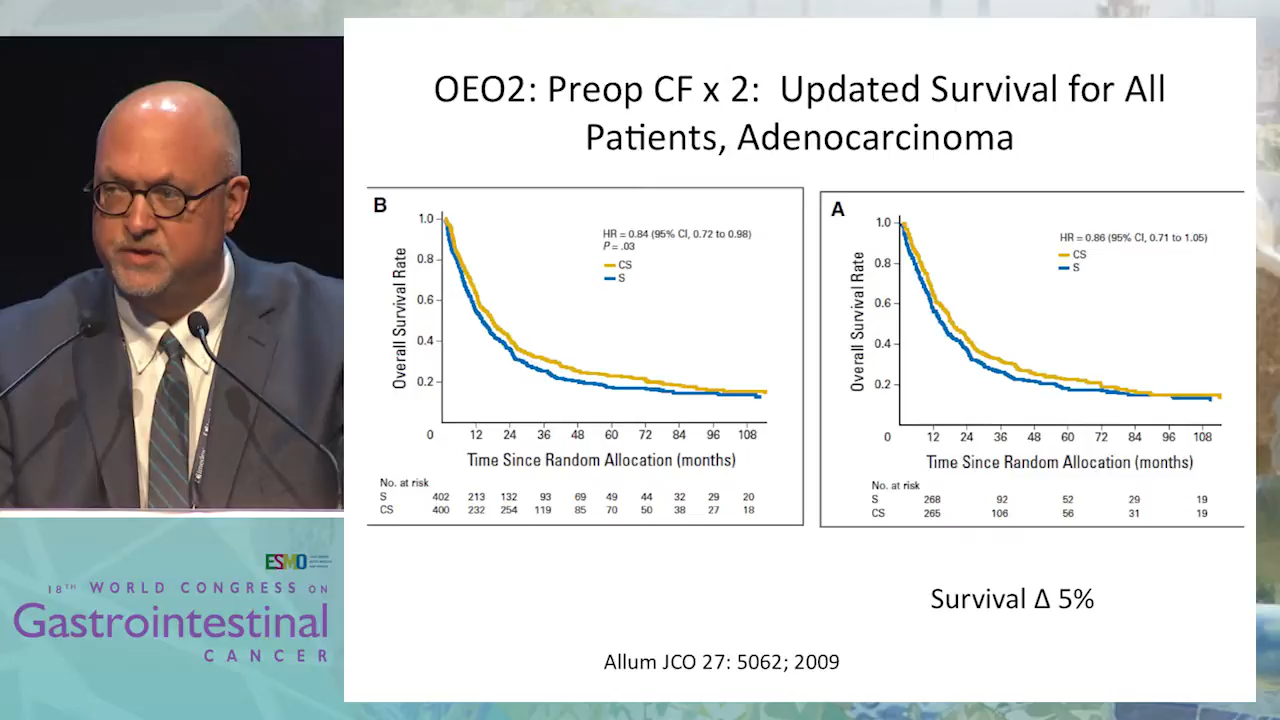 OEO2: Preop CF x 2: Updated Survival for All
Patients, Adenocarcinoma
B
Overall Survival Rate
1.0
0.8
0.6
0.4
0.2
0
HR = 0.84 (95% CI, 0.72 to 0.98)
P = .03
CS
S
12 24 36 48 60 72 84 96 108
Time Since Random Allocation (months)
No. at risk
S 402 213 132 93 69 49 44 32 29 20
CS 400 232 254 119 85 70 50 38 27 18
A
Overall Survival Rate
1.0
0.8
0.6
0.4
0.2
0
HR = 0.86 (95% CI, 0.71 to 1.05)
CS
S
12 24 36 48 60 72 84 96 108
Time Since Random Allocation (months)
No. at risk
S 268 92 52 29 19
CS 265 106 56 31 19
Survival Δ 5%
Allum JCO 27: 5062; 2009
ESMO
18TH WORLD CONGRESS ON
Gastrointestinal
CANCER